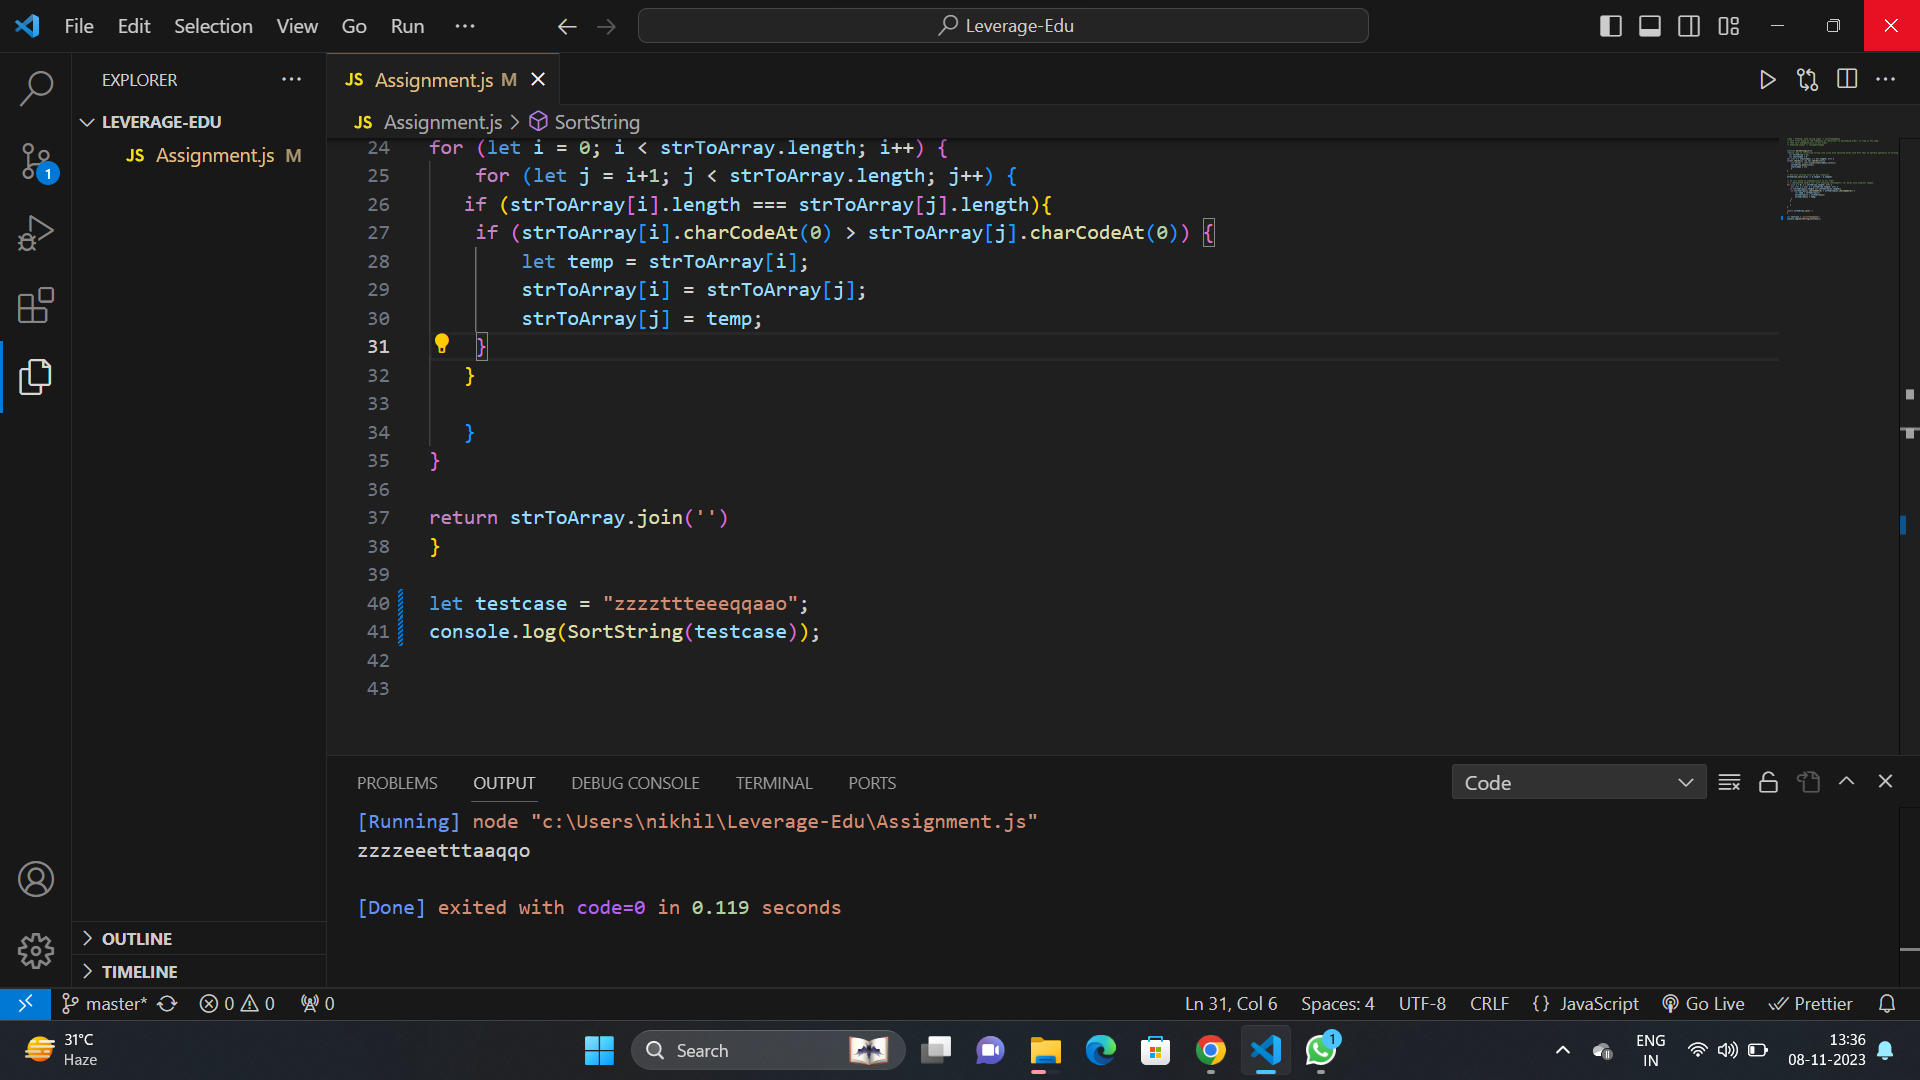 File Edit Selection View Go Run ··· Leverage-Edu
EXPLORER ···
LEVERAGE-EDU
JS Assignment.js M
1
JS Assignment.js M
JS Assignment.js > SortString
24 for (let i = 0; i < strToArray.length; i++) {
25 for (let j = i+1; j < strToArray.length; j++) {
26 if (strToArray[i].length === strToArray[j].length){
27 if (strToArray[i].charCodeAt(0) > strToArray[j].charCodeAt(0)) {
28 let temp = strToArray[i];
29 strToArray[i] = strToArray[j];
30 strToArray[j] = temp;
31 }
32 }
33
34 }
35 }
36
37 return strToArray.join('')
38 }
39
40 let testcase = "zzzzttteeeqqaao";
41 console.log(SortString(testcase));
42
43
PROBLEMS OUTPUT DEBUG CONSOLE TERMINAL PORTS Code
[Running] node "c:\Users\nikhil\Leverage-Edu\Assignment.js"
zzzzeeetttaaqqo
[Done] exited with code=0 in 0.119 seconds
OUTLINE
TIMELINE
master* 0 0 0 Ln 31, Col 6 Spaces: 4 UTF-8 CRLF {} JavaScript Go Live Prettier
31°C
Haze
Search
1
ENG
IN
13:36
08-11-2023